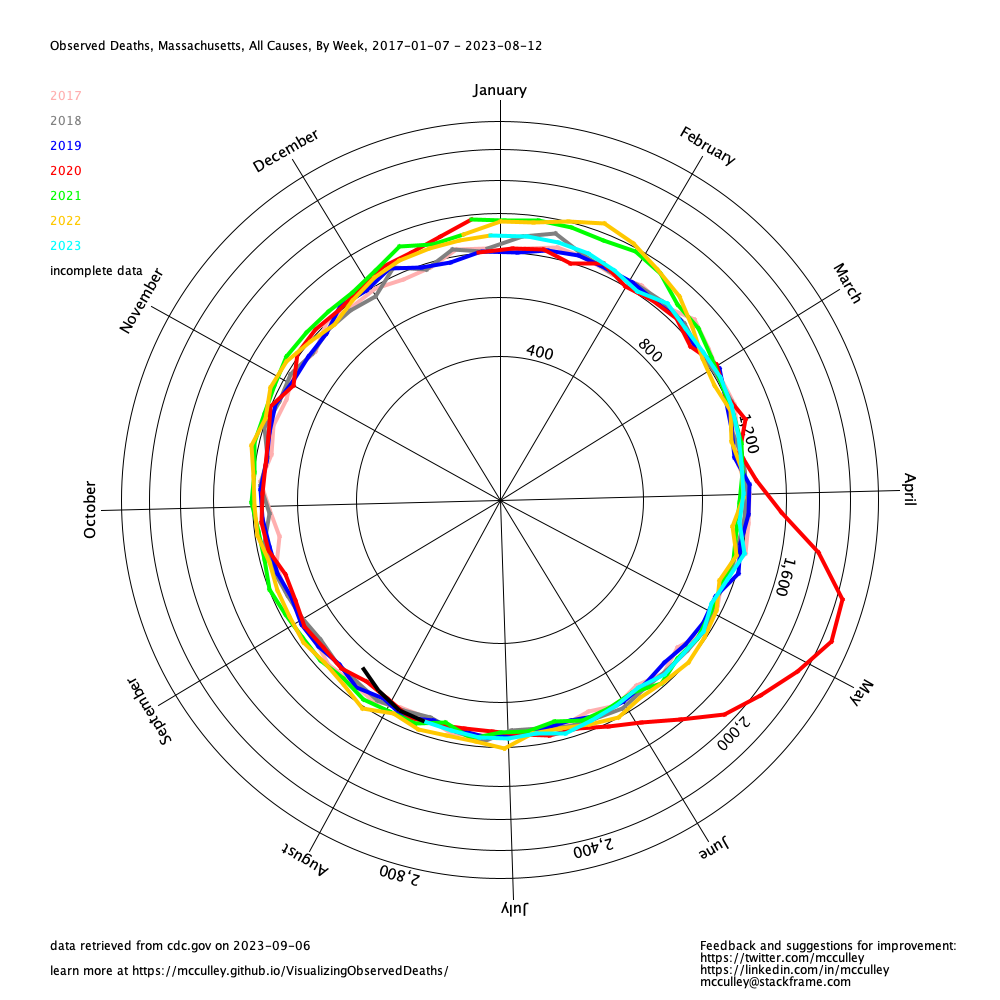 Observed Deaths, Massachusetts, All Causes, By Week, 2017-01-07 - 2023-08-12
January
2017
2018
2019
2020
2021
2022
2023
incomplete data
December
February
November
March
400
800
1,200
October
April
1,600
September
May
2,000
August
June
2,400
2,800
July
data retrieved from cdc.gov on 2023-09-06
learn more at https://mcculley.github.io/VisualizingObservedDeaths/
Feedback and suggestions for improvement:
https://twitter.com/mcculley
https://linkedin.com/in/mcculley
mcculley@stackframe.com